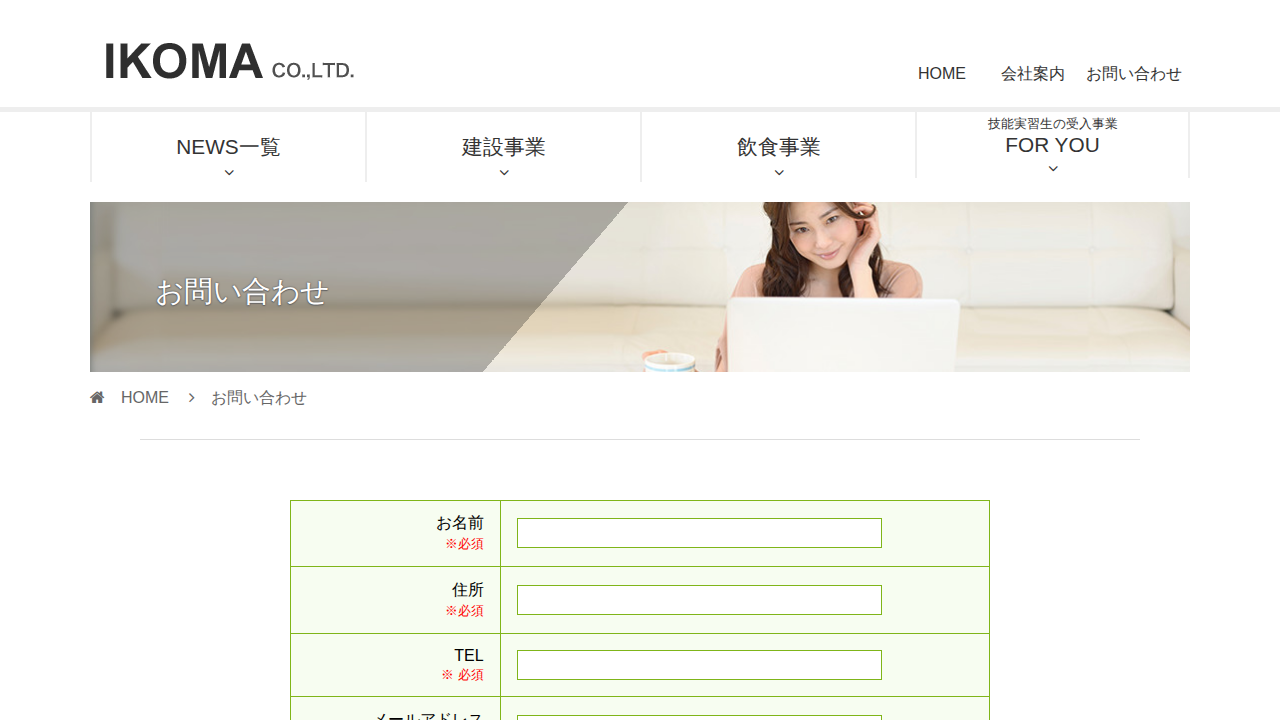 IKOMA CO.,LTD.
HOME 会社案内 お問い合わせ
NEWS一覧
建設事業
飲食事業
技能実習生の受入事業
FOR YOU
お問い合わせ
HOME お問い合わせ
お名前
※必須
住所
※必須
TEL
※ 必須
メールアドレス